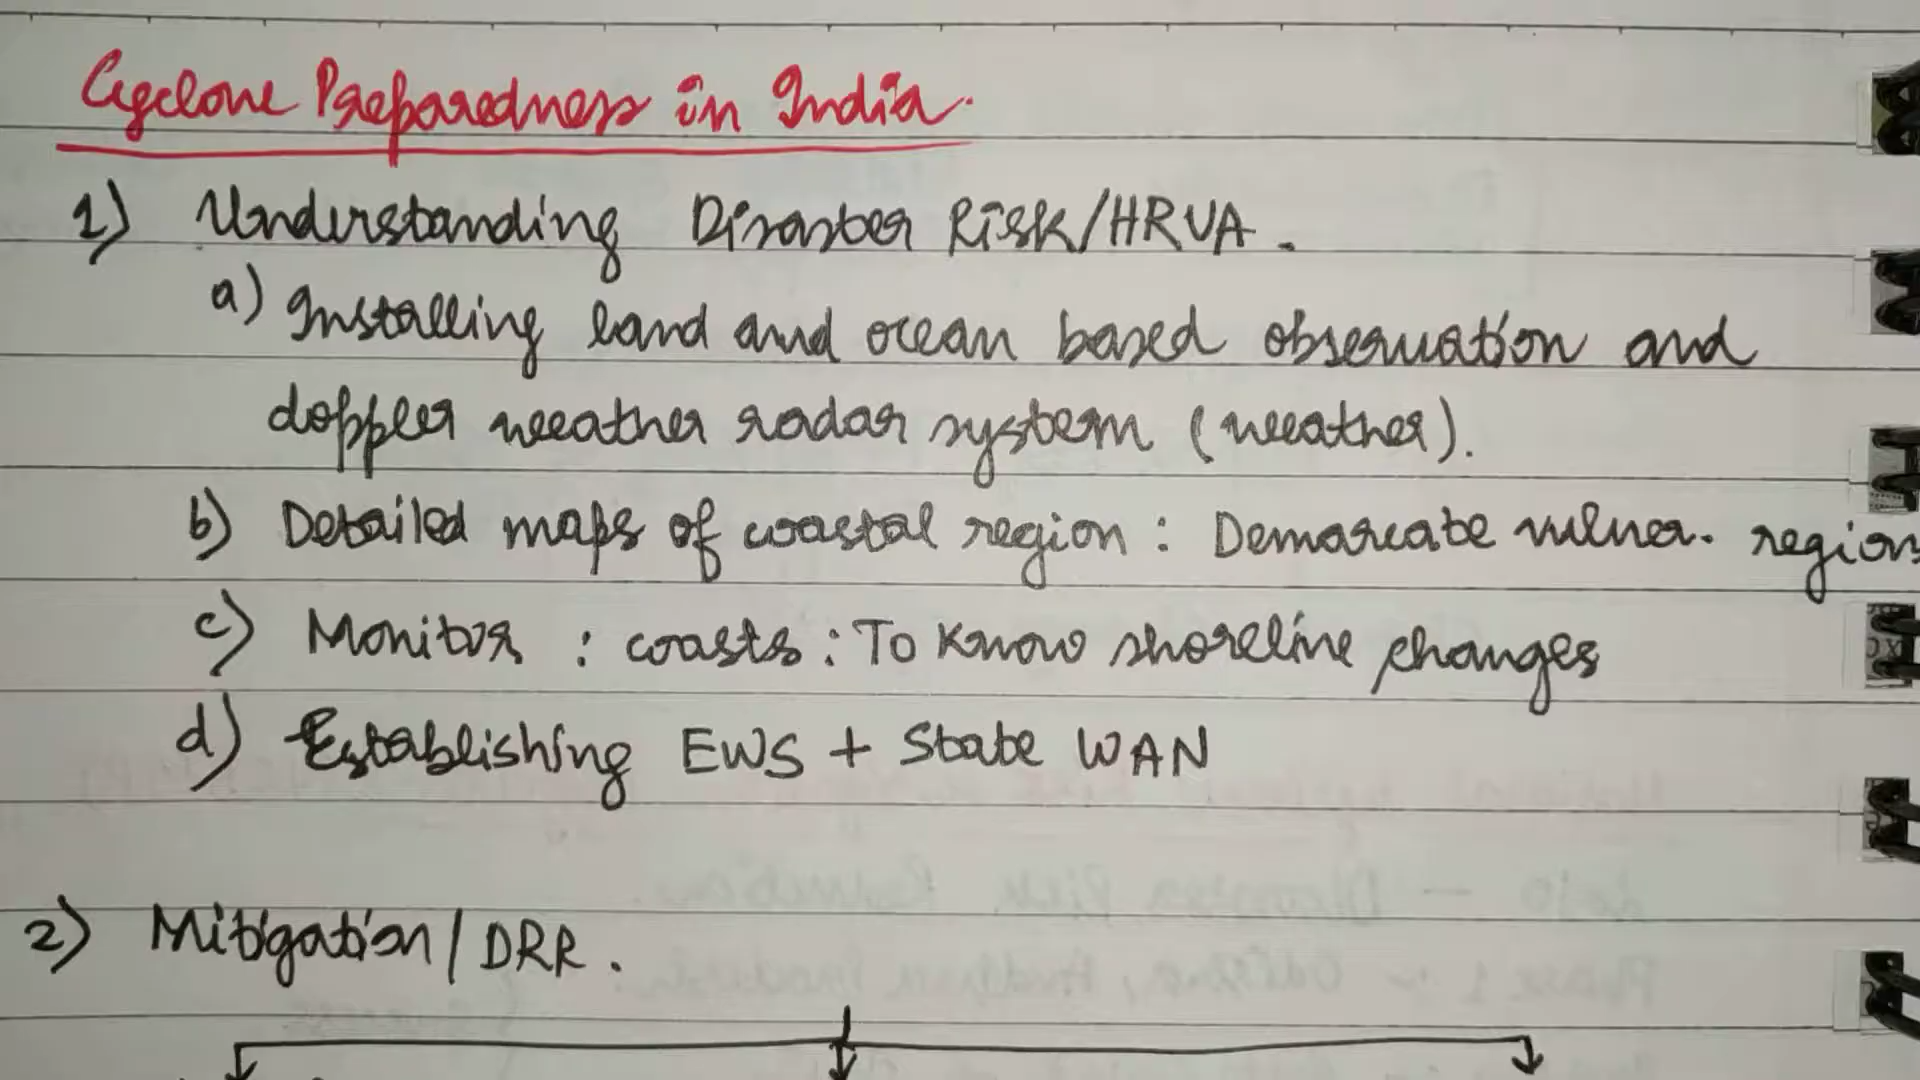 Cyclone Preparedness in India.
1) Understanding Disaster Risk/HRVA.
a) Installing land and ocean based observation and
doppler weather radar system (weather).
b) Detailed maps of coastal region : Demarcate vulner. regions
c) Monitor : coasts : To Know shoreline changes
d) Establishing EWS + State WAN
2) Mitigation/DRR.